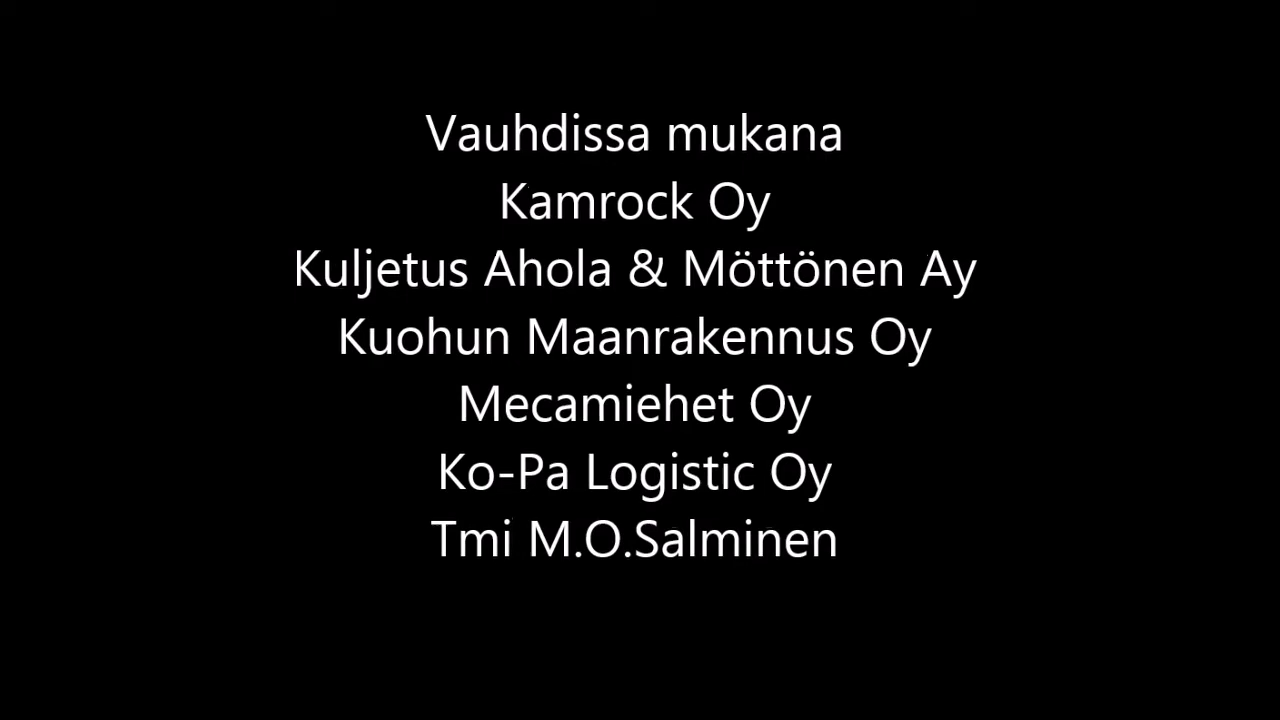 Vauhdissa mukana
Kamrock Oy
Kuljetus Ahola & Möttönen Ay
Kuohun Maanrakennus Oy
Mecamiehet Oy
Ko-Pa Logistic Oy
Tmi M.O.Salminen